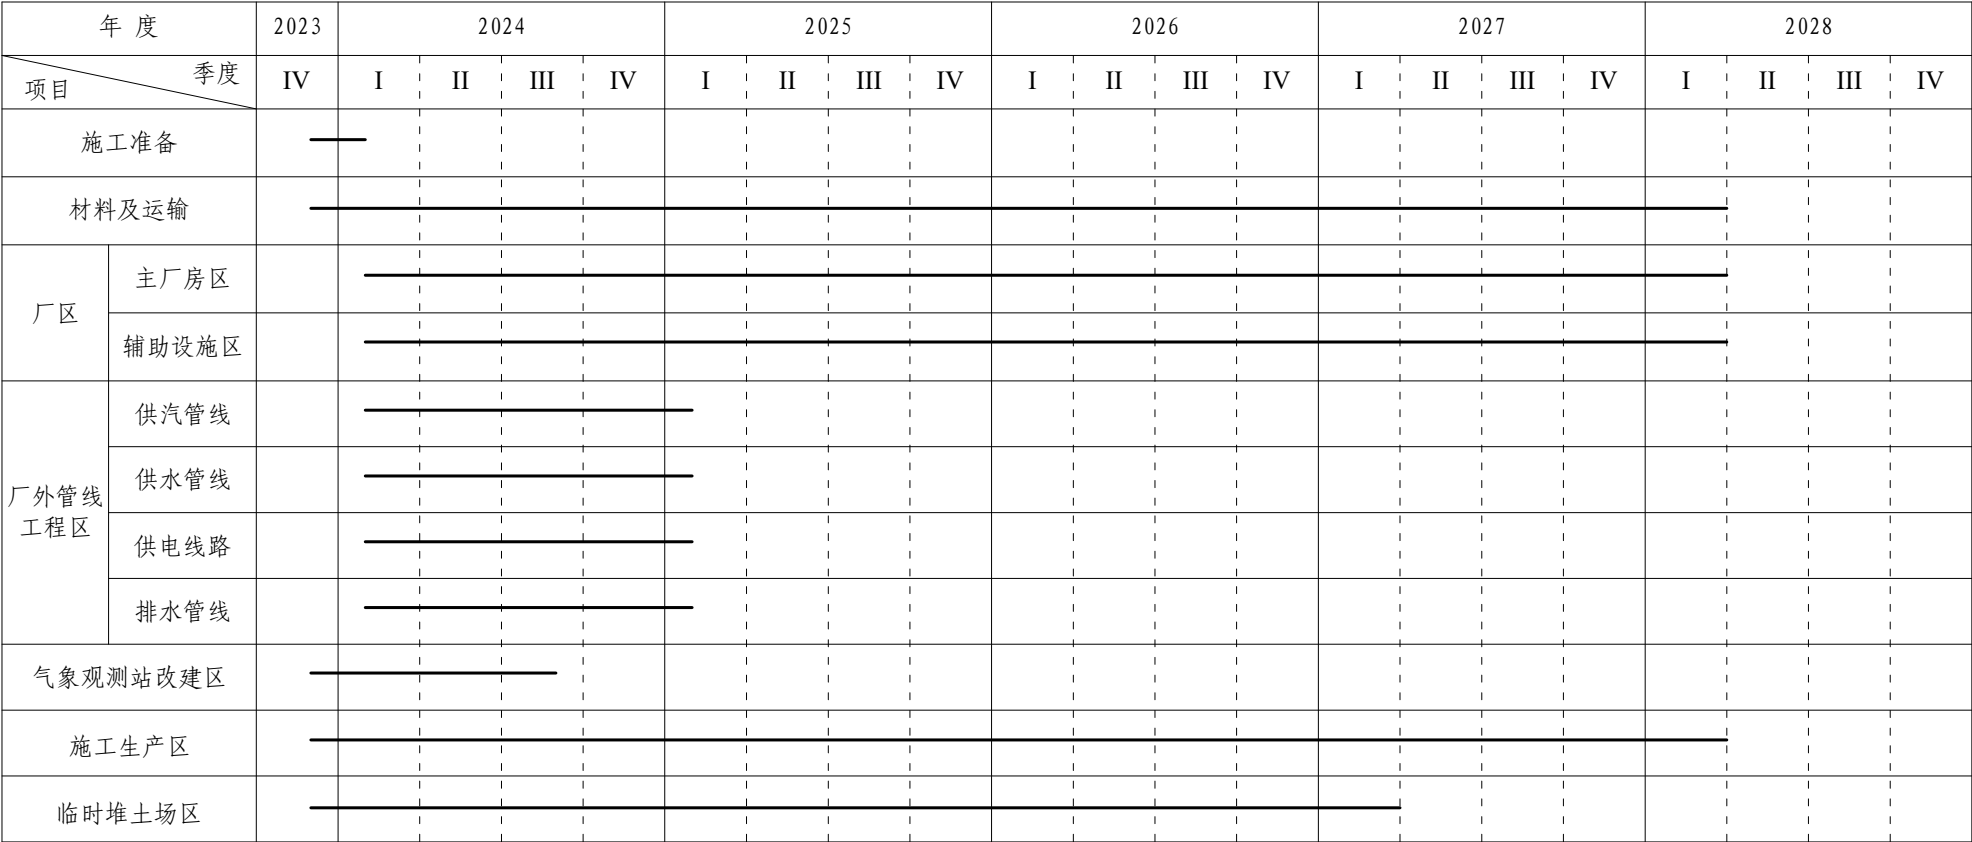 年 度 2023 2024 2025 2026 2027 2028
季度
项目
IV I II III IV I II III IV I II III IV I II III IV I II III IV
施工准备
材料及运输
厂区
主厂房区
辅助设施区
厂外管线
工程区
供汽管线
供水管线
供电线路
排水管线
气象观测站改建区
施工生产区
临时堆土场区